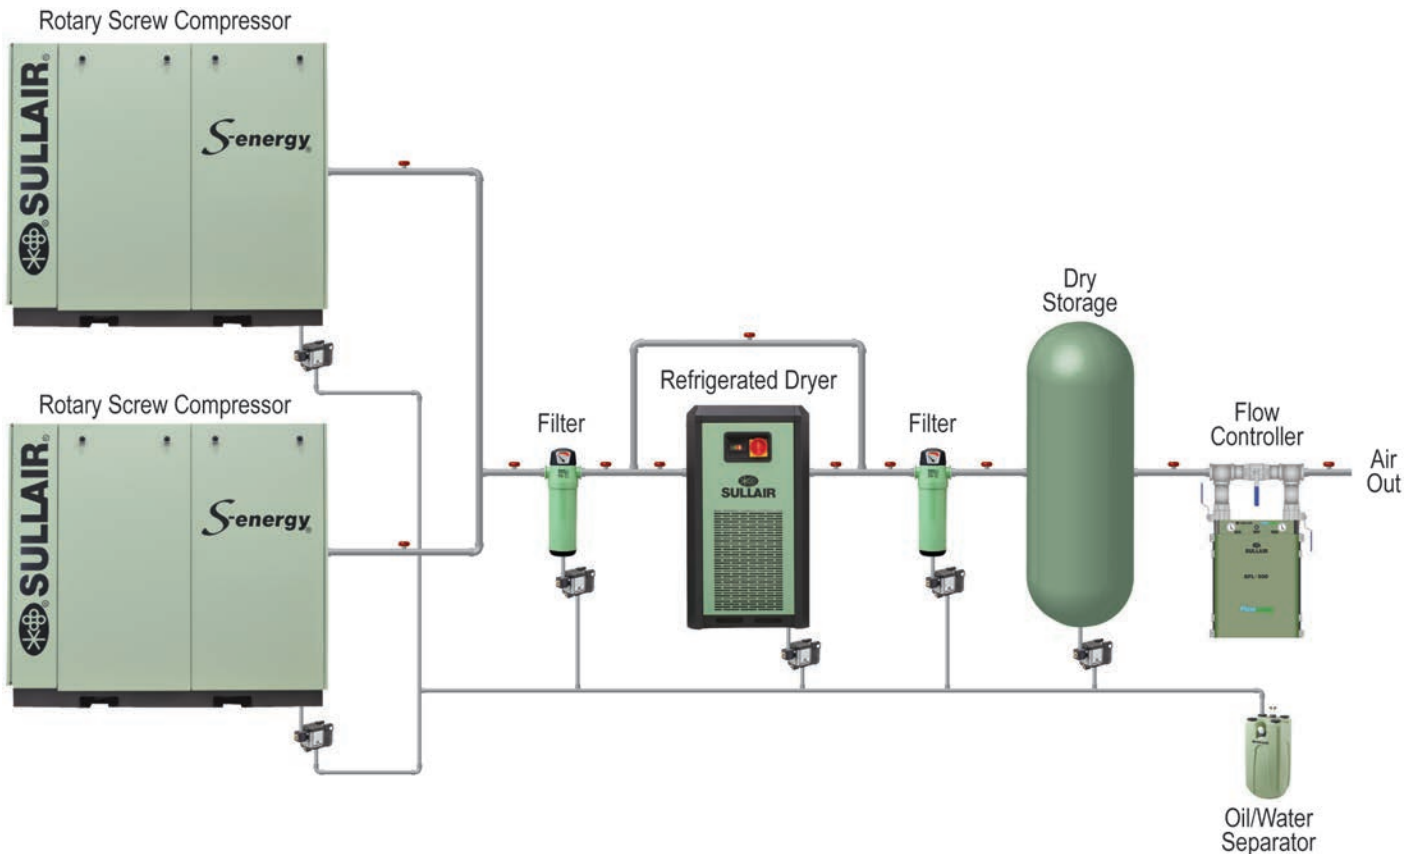 Rotary Screw Compressor
SULLAIR®
S-energy®
Rotary Screw Compressor
SULLAIR®
S-energy®
Filter
Refrigerated Dryer
SULLAIR
Filter
Dry
Storage
Flow
Controller
SULLAIR
Air
Out
Oil/Water
Separator